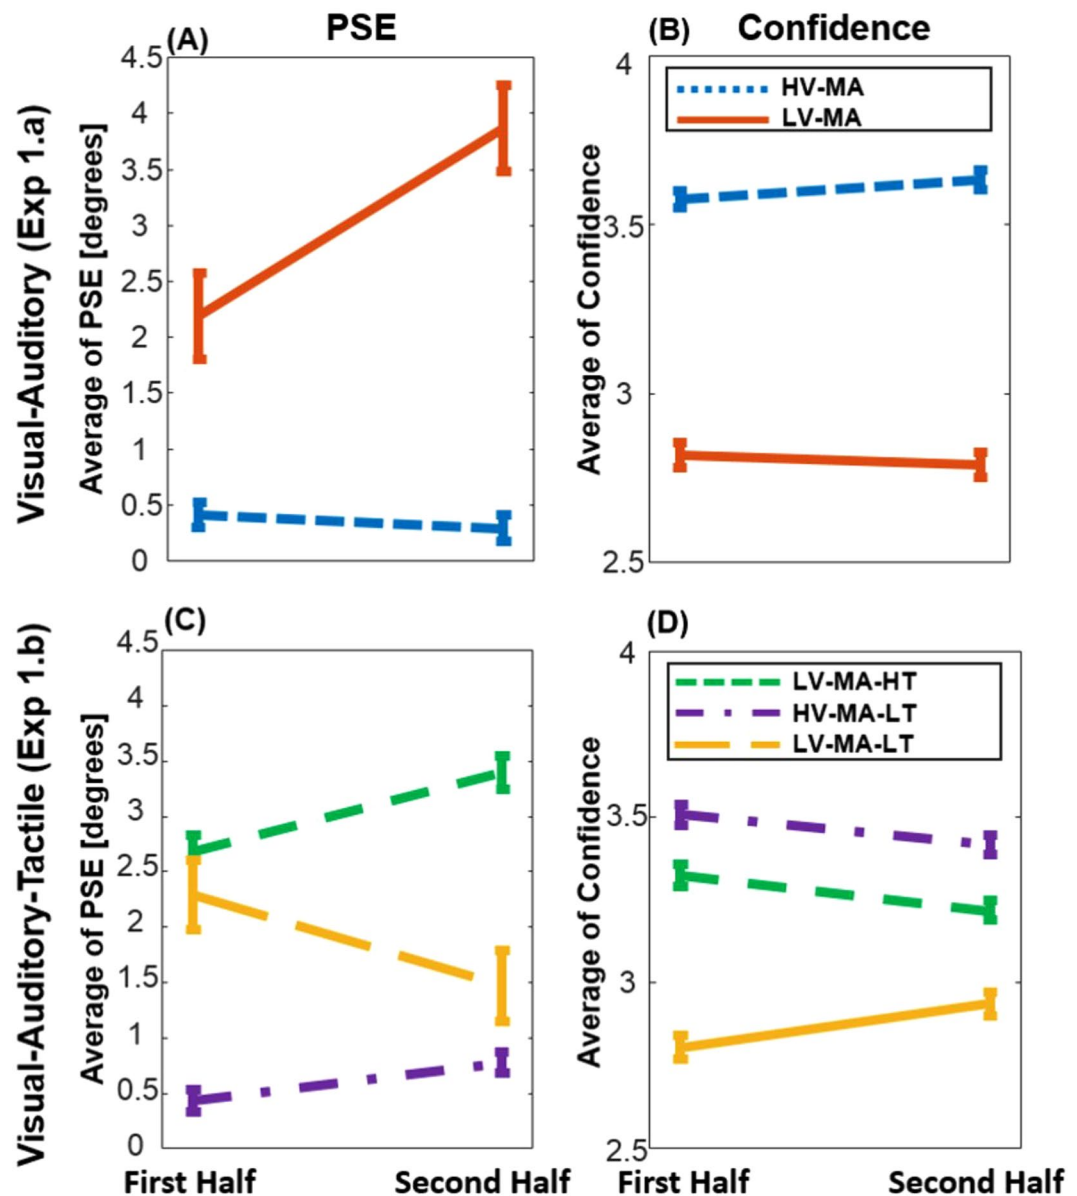 PSE
Confidence
(A)
(B)
Visual-Auditory (Exp 1.a)
Average of PSE [degrees]
4.5
4
3.5
3
2.5
2
1.5
1
0.5
0
Average of Confidence
4
3.5
3
2.5
HV-MA
LV-MA
(C)
(D)
Visual-Auditory-Tactile (Exp 1.b)
Average of PSE [degrees]
4.5
4
3.5
3
2.5
2
1.5
1
0.5
0
Average of Confidence
4
3.5
3
2.5
LV-MA-HT
HV-MA-LT
LV-MA-LT
First Half
Second Half
First Half
Second Half